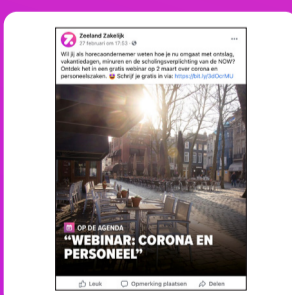 Zeeland Zakelijk
27 februari om 17:53
Wil jij als horecaondernemer weten hoe je nu omgaat met ontslag,
vakantiedagen, minuren en de scholingsverplichting van de NOW?
Ontdek het in een gratis webinar op 2 maart over corona en
personeelszaken. Schrijf je gratis in via: https://bit.ly/3dOcrMU
OP DE AGENDA
“WEBINAR: CORONA EN
PERSONEEL”
Leuk Opmerking plaatsen Delen